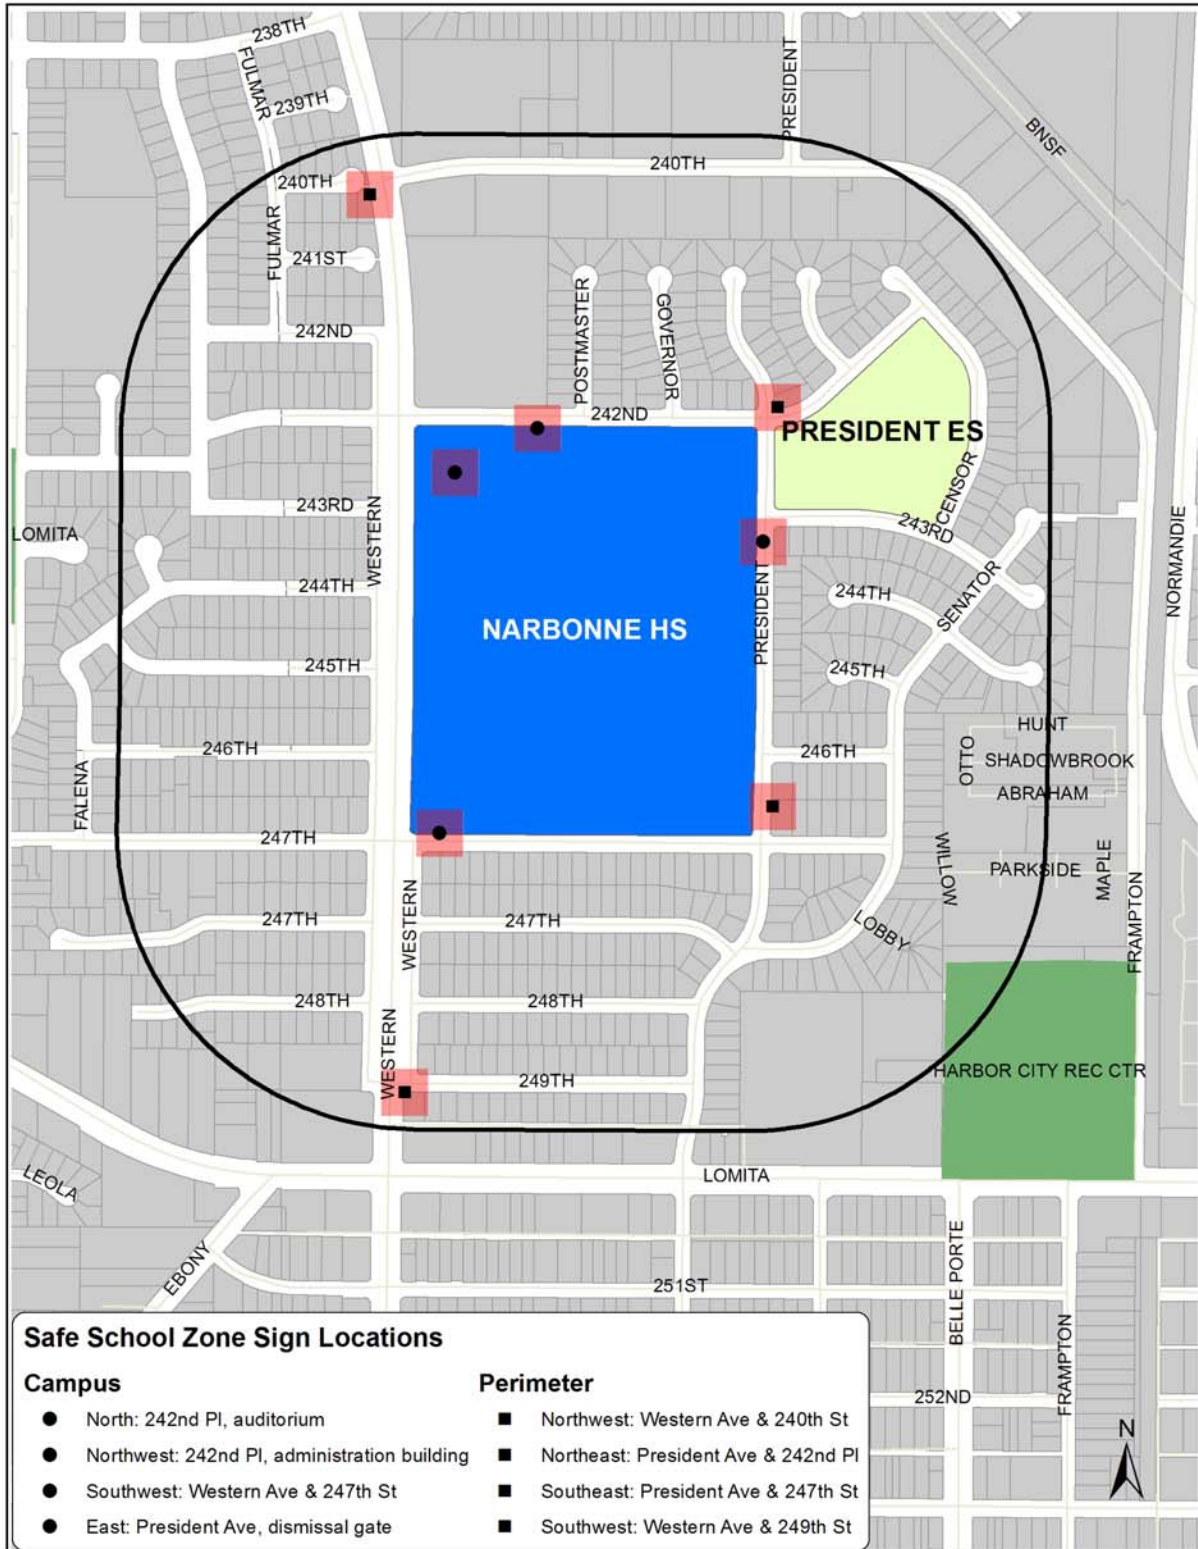 238TH
FULMAR
239TH
PRESIDENT
BNSF
240TH
240TH
FULMAR
241ST
242ND
POSTMASTER
GOVERNOR
242ND
PRESIDENT ES
CENSOR
243RD
243RD
WESTERN
LOMITA
NORMANDIE
244TH
244TH
SENATOR
NARBONNE HS
PRESIDENT
245TH
245TH
HUNT
246TH
246TH
OTTO
SHADOWBROOK
ABRAHAM
FALENA
247TH
WILLOW
PARKSIDE
MAPLE
247TH
247TH
LOBBY
WESTERN
FRAMPTON
248TH
248TH
WESTERN
249TH
HARBOR CITY REC CTR
LOMITA
LEOLA
EBONY
251ST
BELLE PORTE
FRAMPTON
252ND
N
Safe School Zone Sign Locations
Campus
North: 242nd Pl, auditorium
Northwest: 242nd Pl, administration building
Southwest: Western Ave & 247th St
East: President Ave, dismissal gate
Perimeter
Northwest: Western Ave & 240th St
Northeast: President Ave & 242nd Pl
Southeast: President Ave & 247th St
Southwest: Western Ave & 249th St